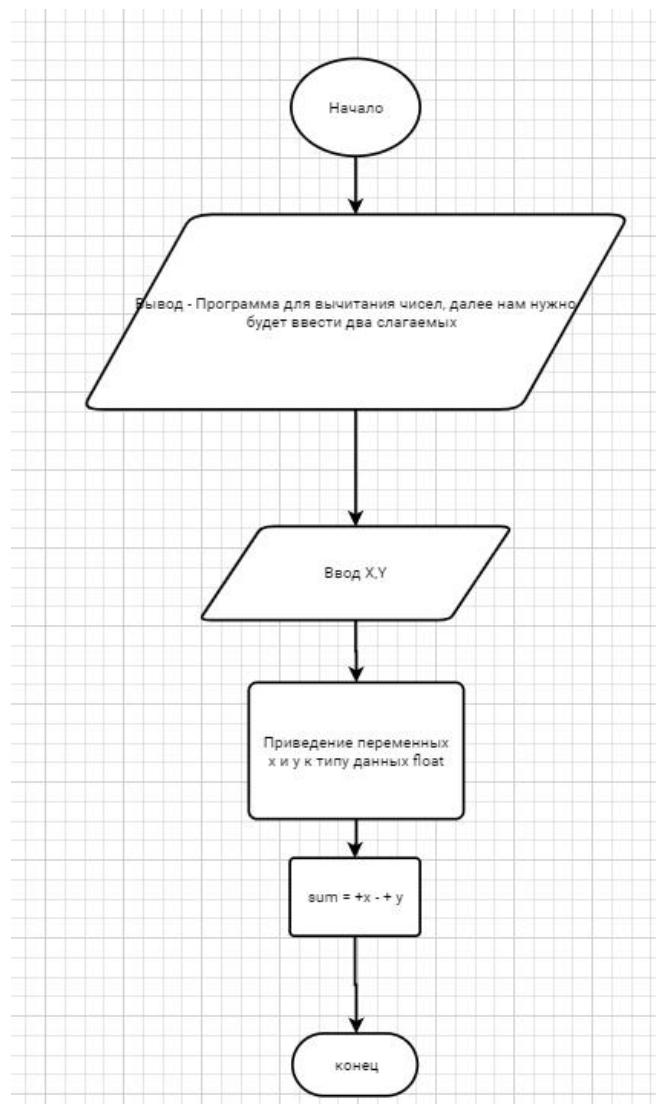 Начало
Вывод - Программа для вычитания чисел, далее нам нужно
будет ввести два слагаемых
Ввод X,Y
Приведение переменных
x и y к типу данных float
sum = +x - + y
конец